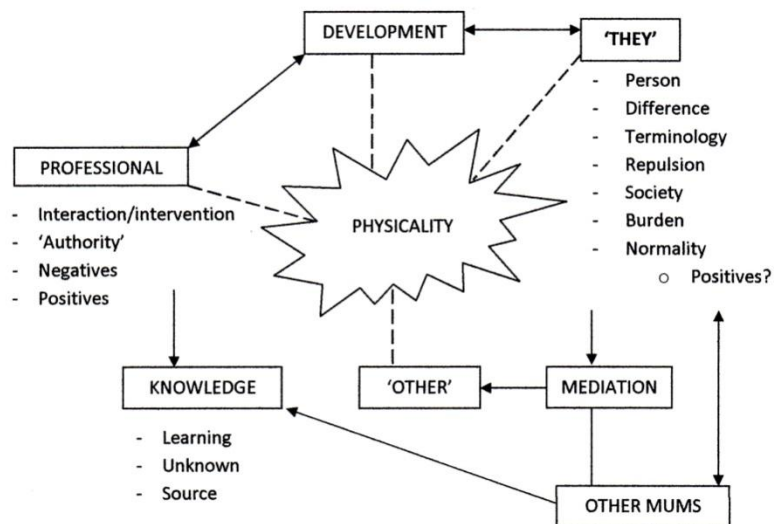 DEVELOPMENT
'THEY'
- Person
- Difference
- Terminology
- Repulsion
- Society
- Burden
- Normality
o Positives?
PROFESSIONAL
- Interaction/intervention
- 'Authority'
- Negatives
- Positives
PHYSICALITY
KNOWLEDGE
- Learning
- Unknown
- Source
'OTHER'
MEDIATION
OTHER MUMS